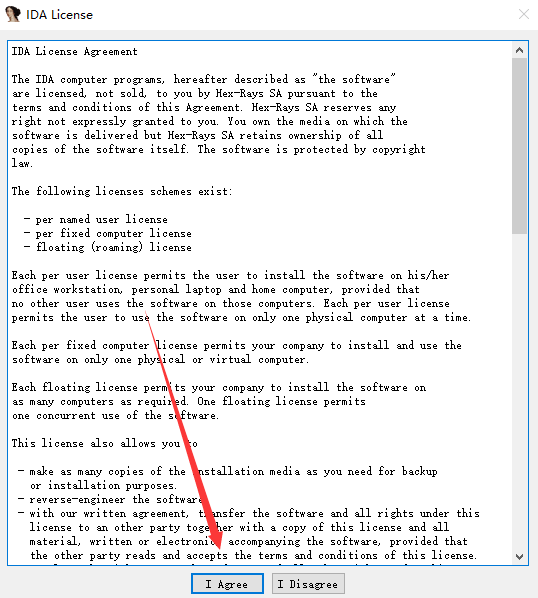 IDA License
IDA License Agreement
The IDA computer programs, hereafter described as "the software"
are licensed, not sold, to you by Hex-Rays SA pursuant to the
terms and conditions of this Agreement. Hex-Rays SA reserves any
right not expressly granted to you. You own the media on which the
software is delivered but Hex-Rays SA retains ownership of all
copies of the software itself. The software is protected by copyright
law.
The following licenses schemes exist:
- per named user license
- per fixed computer license
- floating (roaming) license
Each per user license permits the user to install the software on his/her
office workstation, personal laptop and home computer, provided that
no other user uses the software on those computers. Each per user license
permits the user to use the software on only one physical computer at a time.
Each per fixed computer license permits your company to install and use the
software on only one physical or virtual computer.
Each floating license permits your company to install the software on
as many computers as required. One floating license permits
one concurrent use of the software.
This license also allows you to
- make as many copies of the installation media as you need for backup
or installation purposes.
- reverse-engineer the software
- with our written agreement, transfer the software and all rights under this
license to an other party together with a copy of this license and all
material, written or electronic, accompanying the software, provided that
the other party reads and accepts the terms and conditions of this license.
I Agree
I Disagree